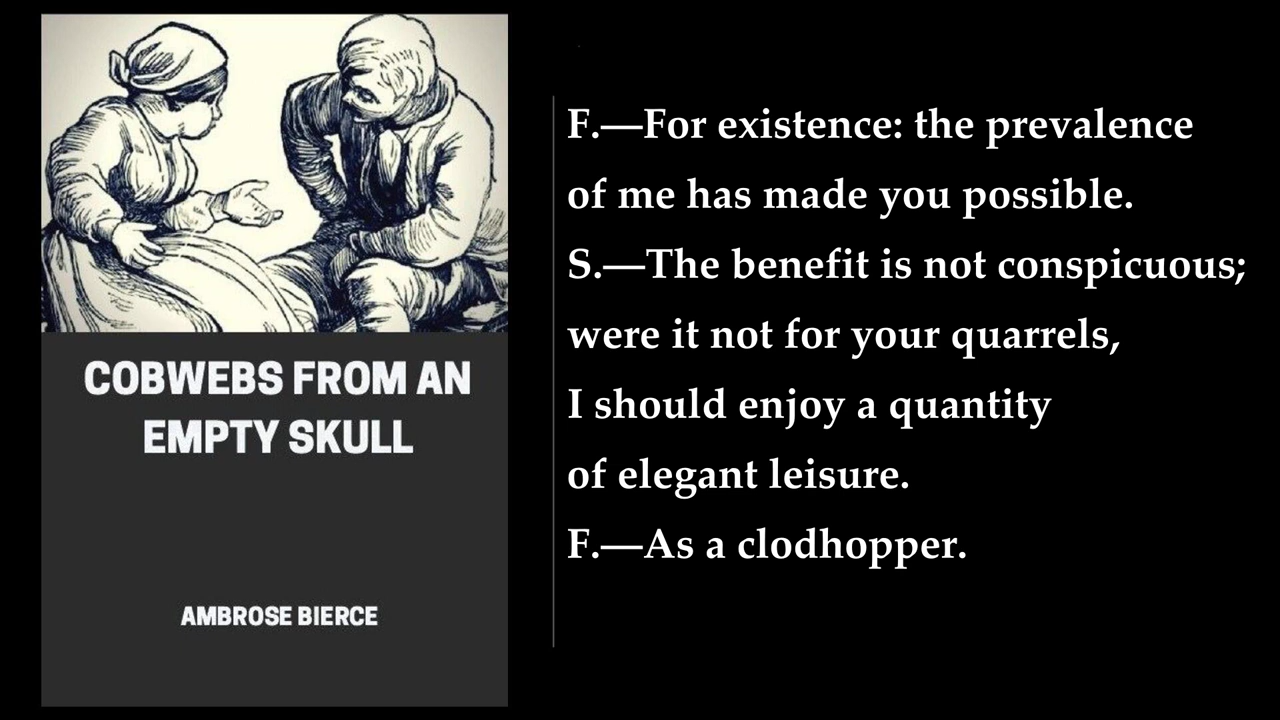 COBWEBS FROM AN
EMPTY SKULL
AMBROSE BIERCE
F.—For existence: the prevalence
of me has made you possible.
S.—The benefit is not conspicuous;
were it not for your quarrels,
I should enjoy a quantity
of elegant leisure.
F.—As a clodhopper.